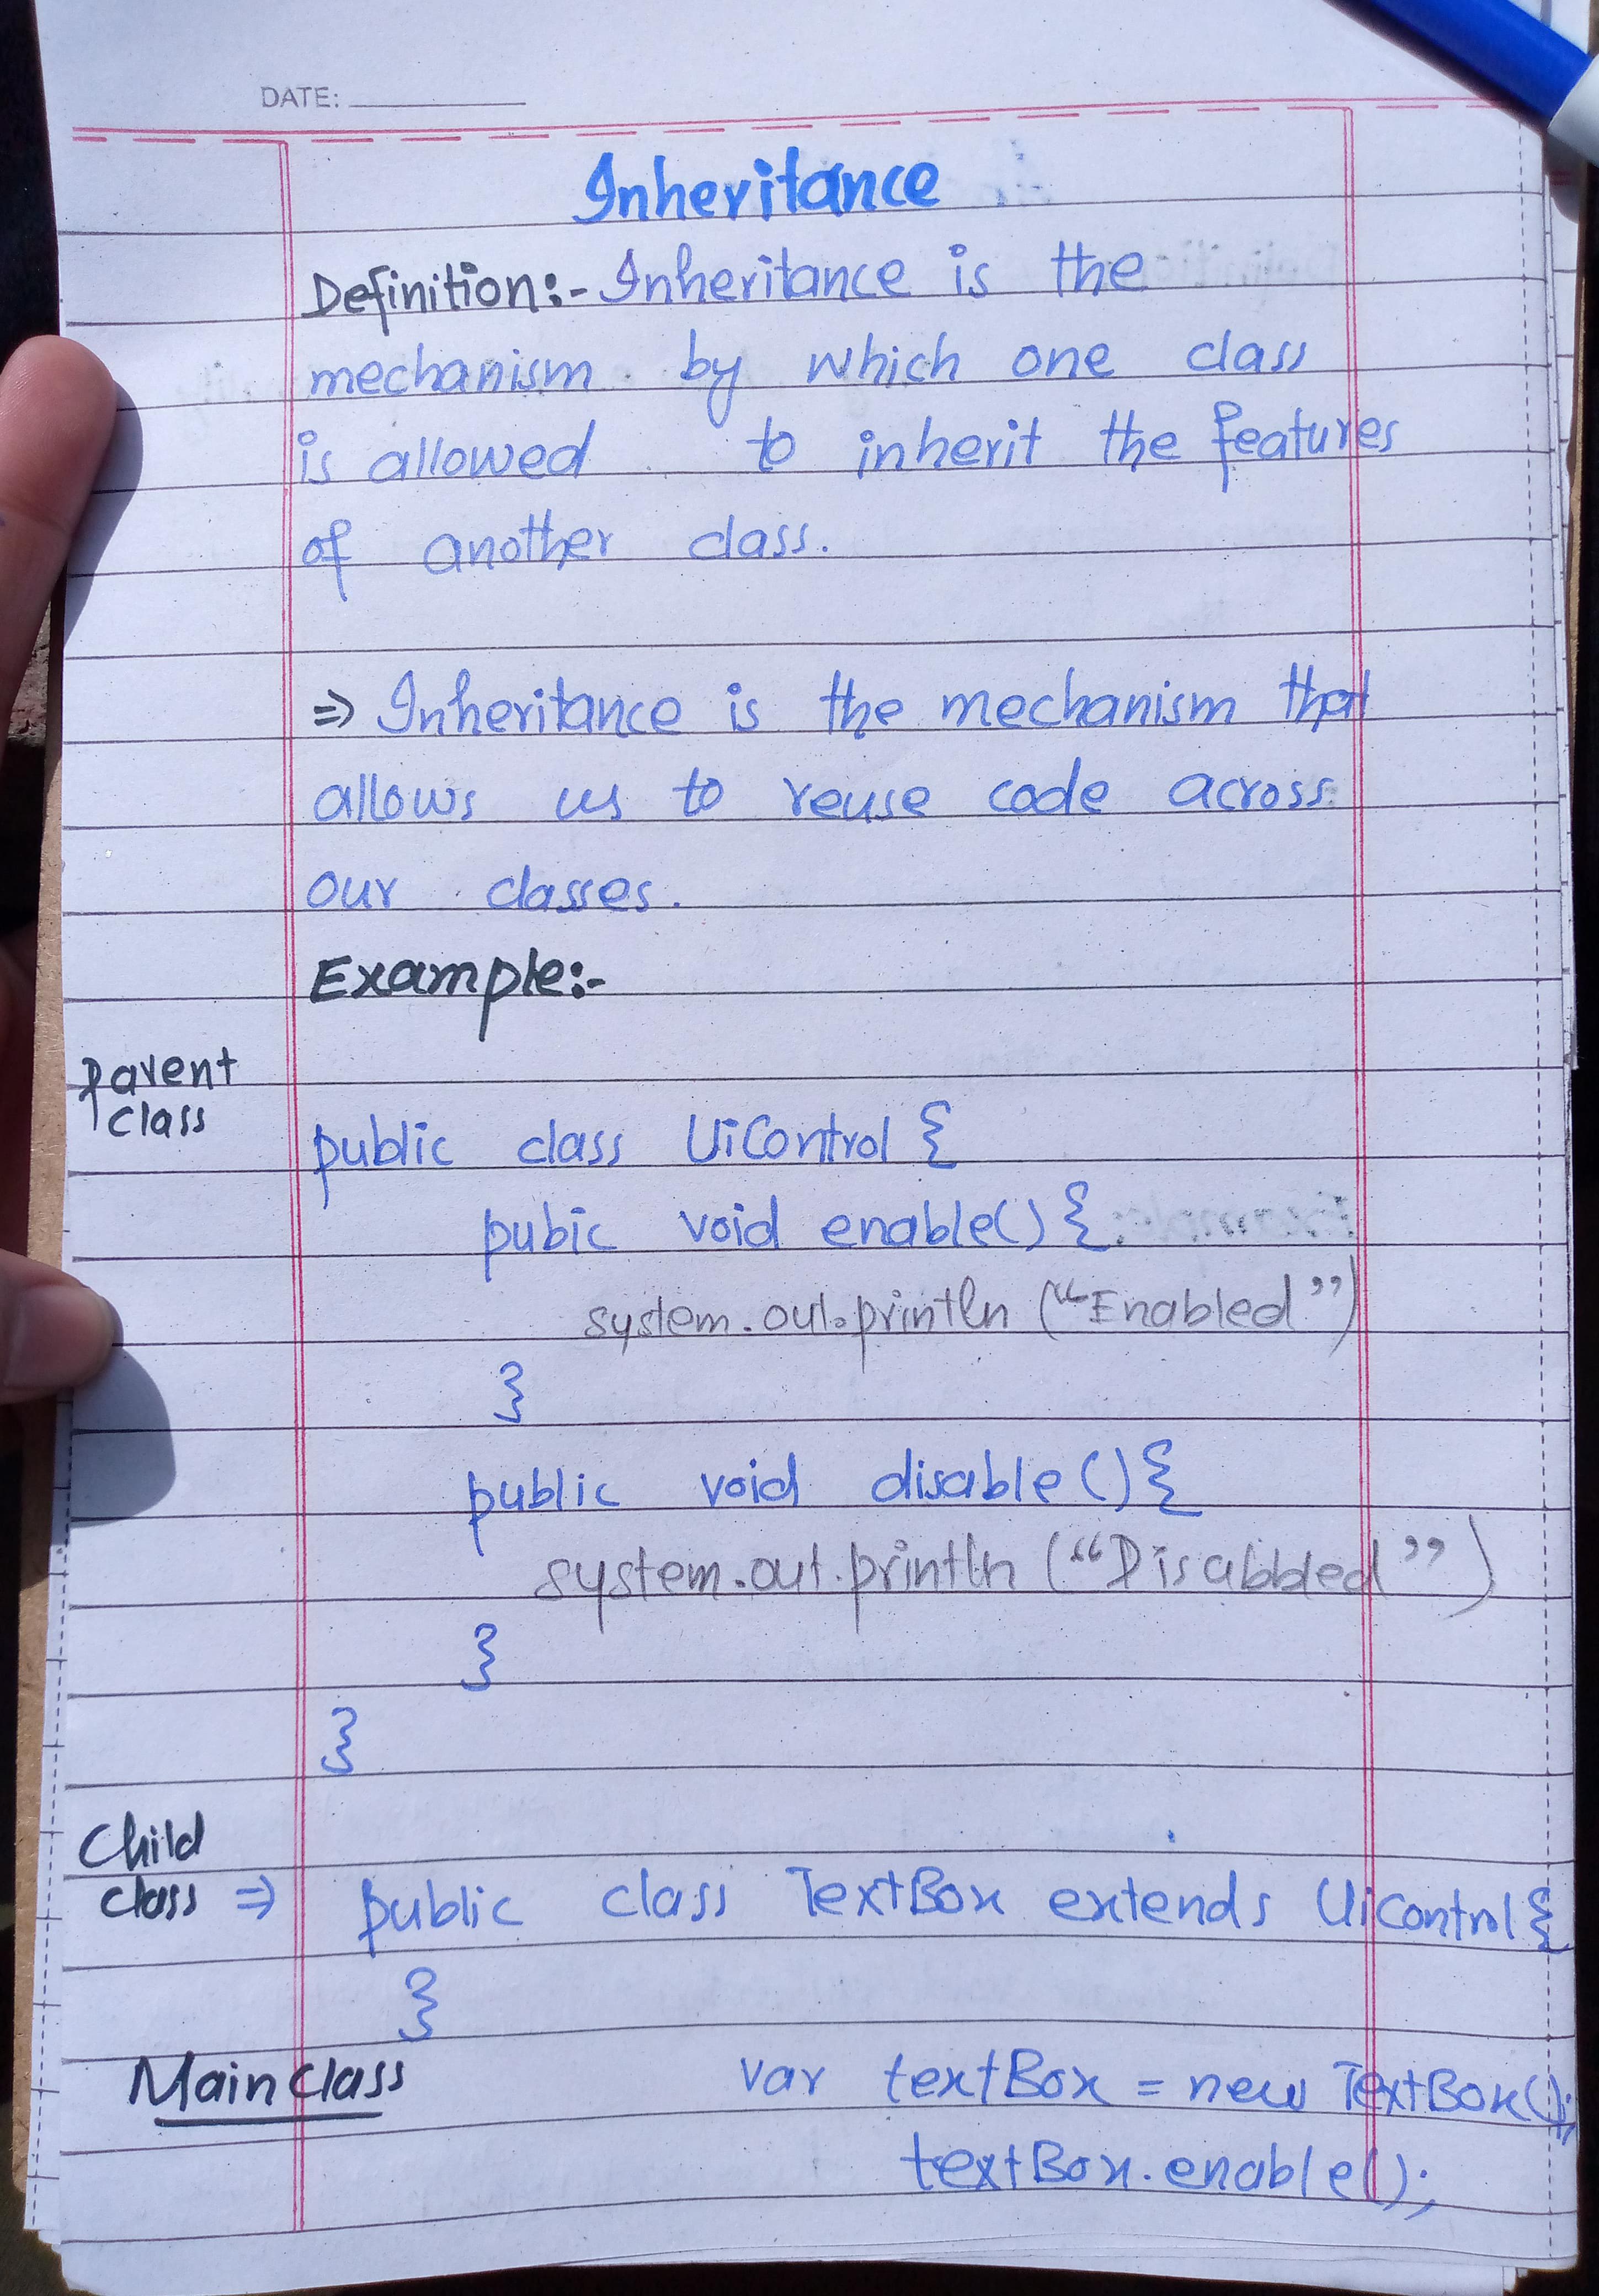 DATE:
Inheritance
Definition:- Inheritance is the
mechanism by which one class
is allowed to inherit the features
of another class.
⇒ Inheritance is the mechanism that
allows us to reuse code across
our classes.
Example:-
parent
class
public class UiControl {
pubic void enable() {
system.out.println ("Enabled")
}
public void disable() {
system.out.println ("Disabbled")
}
}
Child
class ⇒ public class TextBox extends UiControl {
}
Main class var textBox = new TextBox();
textBox.enable();